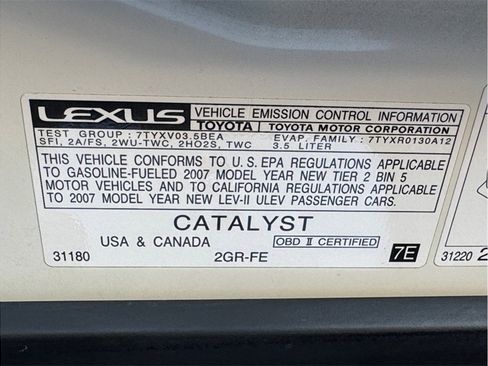 LEXUS VEHICLE EMISSION CONTROL INFORMATION
TOYOTA TOYOTA MOTOR CORPORATION
TEST GROUP : 7TYXV03.5BEA EVAP. FAMILY : 7TYXR0130A12
SFI, 2A/FS, 2WU-TWC, 2HO2S, TWC 3.5 LITER
THIS VEHICLE CONFORMS TO U.S. EPA REGULATIONS APPLICABLE
TO GASOLINE-FUELED 2007 MODEL YEAR NEW TIER 2 BIN 5
MOTOR VEHICLES AND TO CALIFORNIA REGULATIONS APPLICABLE
TO 2007 MODEL YEAR NEW LEV-II ULEV PASSENGER CARS.
CATALYST
USA & CANADA OBD II CERTIFIED
31180 2GR-FE 7E 31220 2